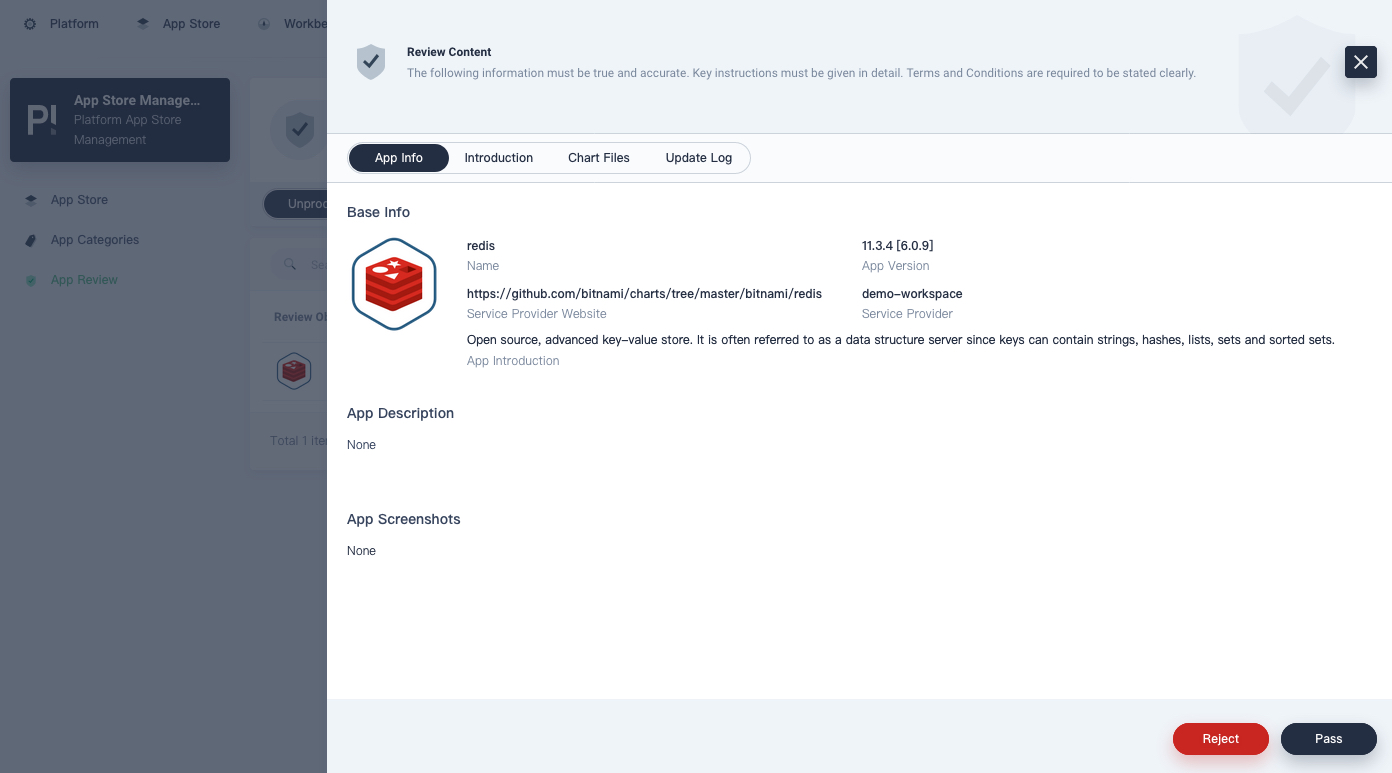 Platform
App Store
Workbe
App Store Manage...
Platform App Store
Management
App Store
App Categories
App Review
Unproc
Sea
Review Ob
Total 1 ite
Review Content
The following information must be true and accurate. Key instructions must be given in detail. Terms and Conditions are required to be stated clearly.
App Info
Introduction
Chart Files
Update Log
Base Info
redis
Name
11.3.4 [6.0.9]
App Version
https://github.com/bitnami/charts/tree/master/bitnami/redis
Service Provider Website
demo-workspace
Service Provider
Open source, advanced key-value store. It is often referred to as a data structure server since keys can contain strings, hashes, lists, sets and sorted sets.
App Introduction
App Description
None
App Screenshots
None
Reject
Pass